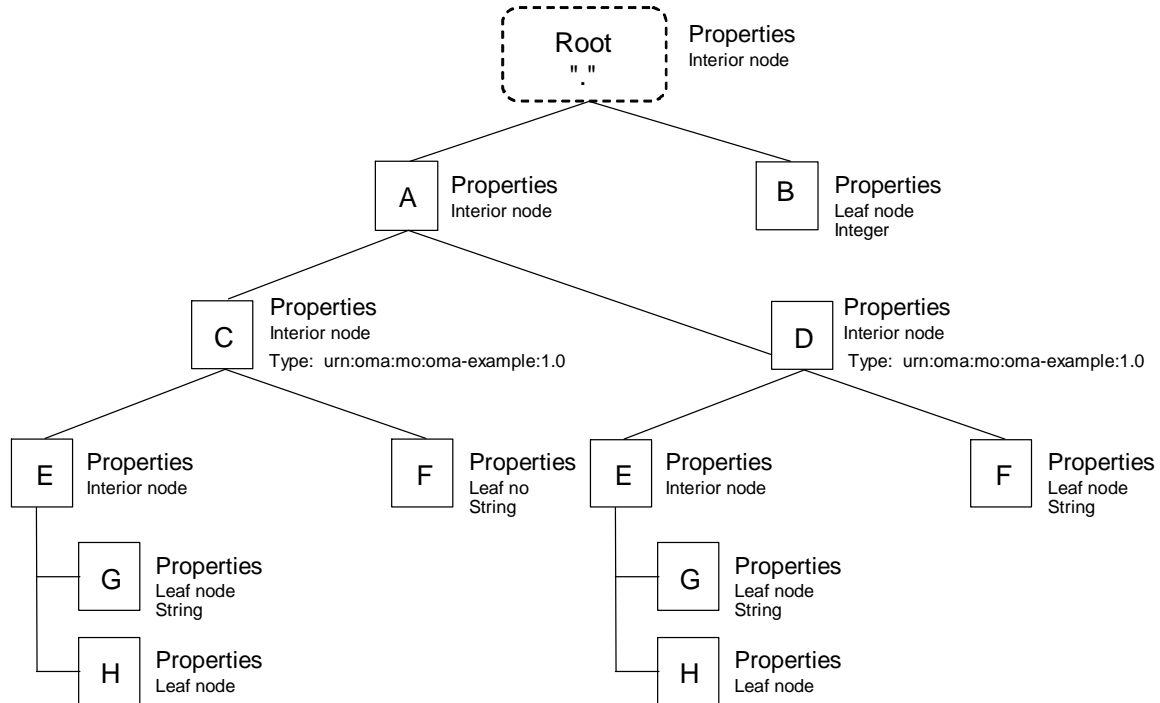 Root
"."
Properties
Interior node
A
Properties
Interior node
B
Properties
Leaf node
Integer
C
Properties
Interior node
Type: urn:oma:mo:oma-example:1.0
D
Properties
Interior node
Type: urn:oma:mo:oma-example:1.0
E
Properties
Interior node
F
Properties
Leaf no
String
E
Properties
Interior node
F
Properties
Leaf node
String
G
Properties
Leaf node
String
G
Properties
Leaf node
String
H
Properties
Leaf node
H
Properties
Leaf node